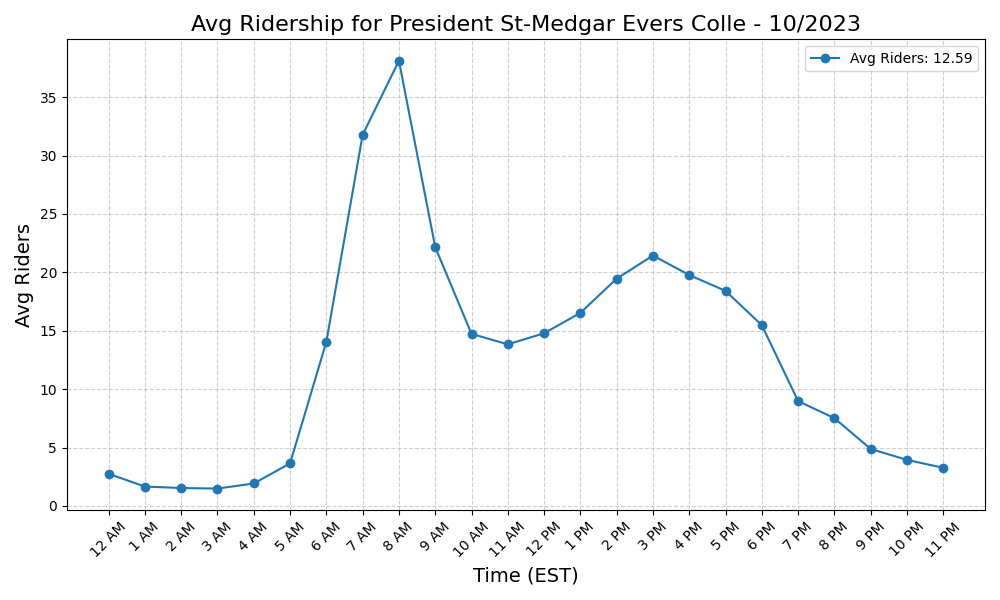 Avg Ridership for President St-Medgar Evers Colle - 10/2023
Avg Riders: 12.59
Avg Riders
35
30
25
20
15
10
5
0
12 AM
1 AM
2 AM
3 AM
4 AM
5 AM
6 AM
7 AM
8 AM
9 AM
10 AM
11 AM
12 PM
1 PM
2 PM
3 PM
4 PM
5 PM
6 PM
7 PM
8 PM
9 PM
10 PM
11 PM
Time (EST)